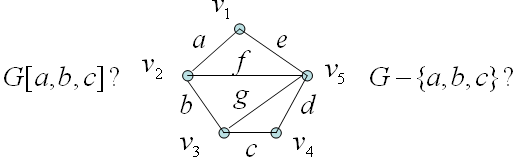 v₁
a e
G[a,b,c]? v₂ f v₅ G−{a,b,c}?
b g d
v₃ c v₄